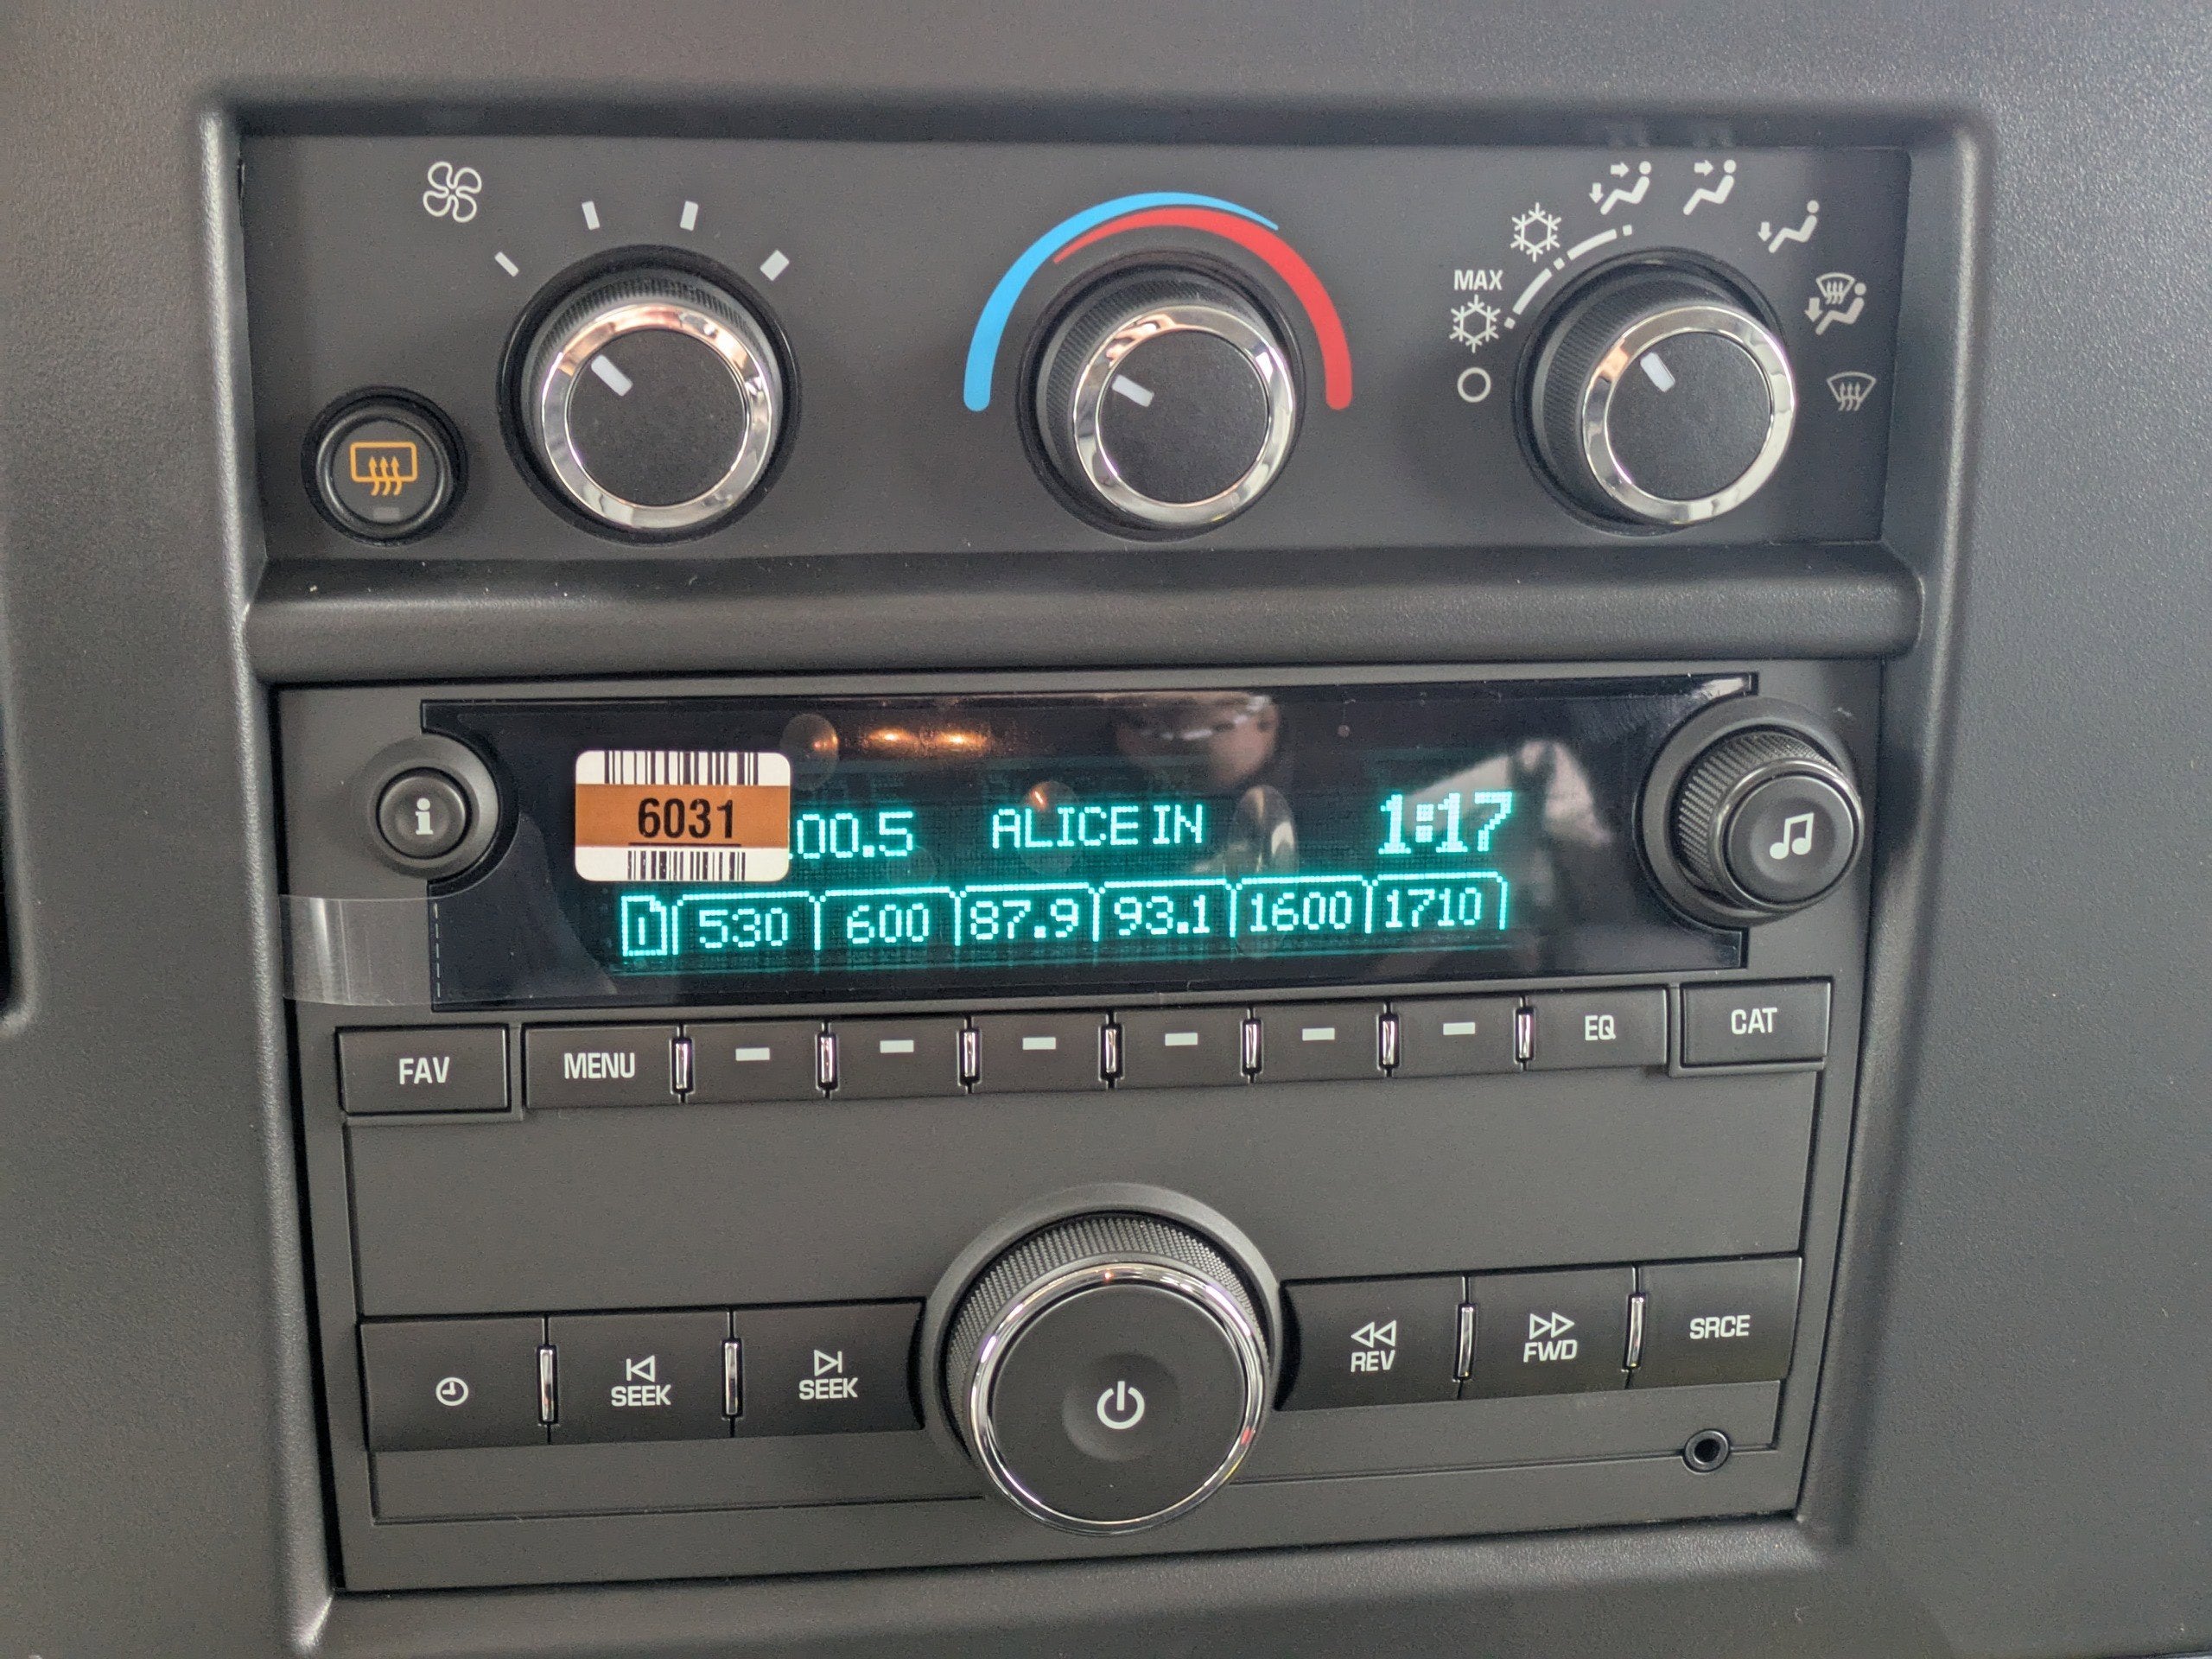 MAX
6031
.00.5 ALICE IN 1:17
1 530 600 87.9 93.1 1600 1710
FAV MENU EQ CAT
SEEK SEEK REV FWD SRCE